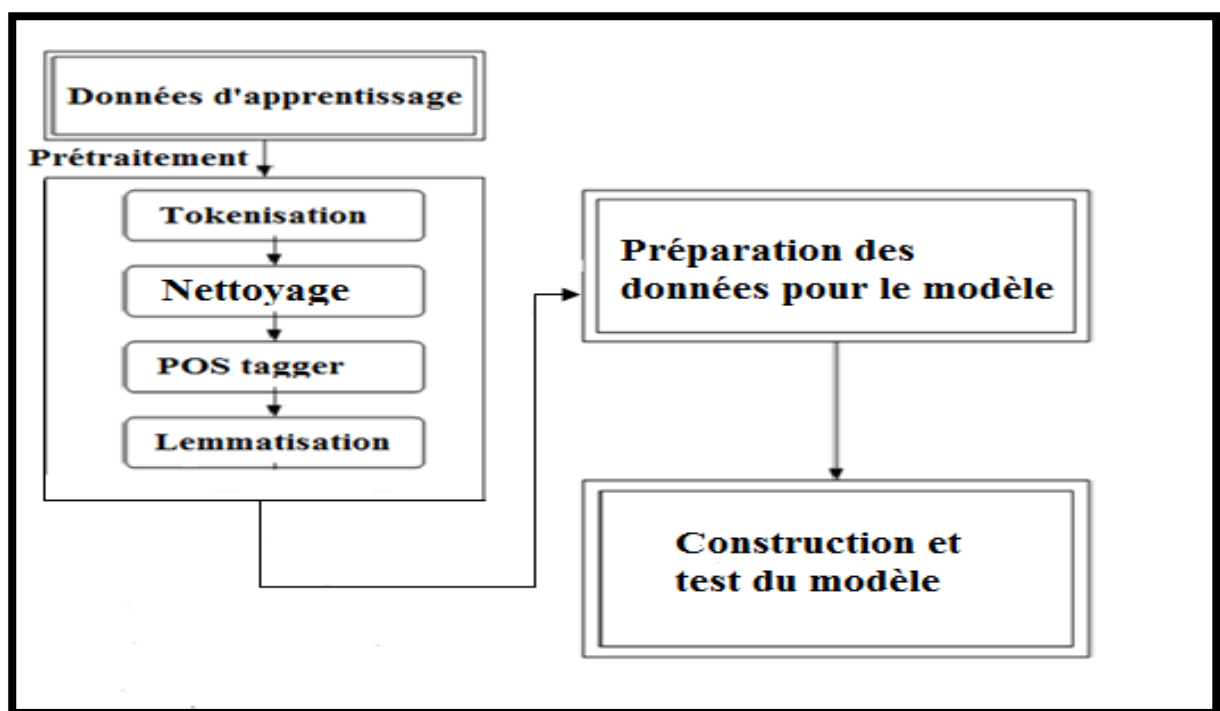 Données d'apprentissage
Prétraitement
Tokenisation
Nettoyage
POS tagger
Lemmatisation
Préparation des
données pour le modèle
Construction et
test du modèle